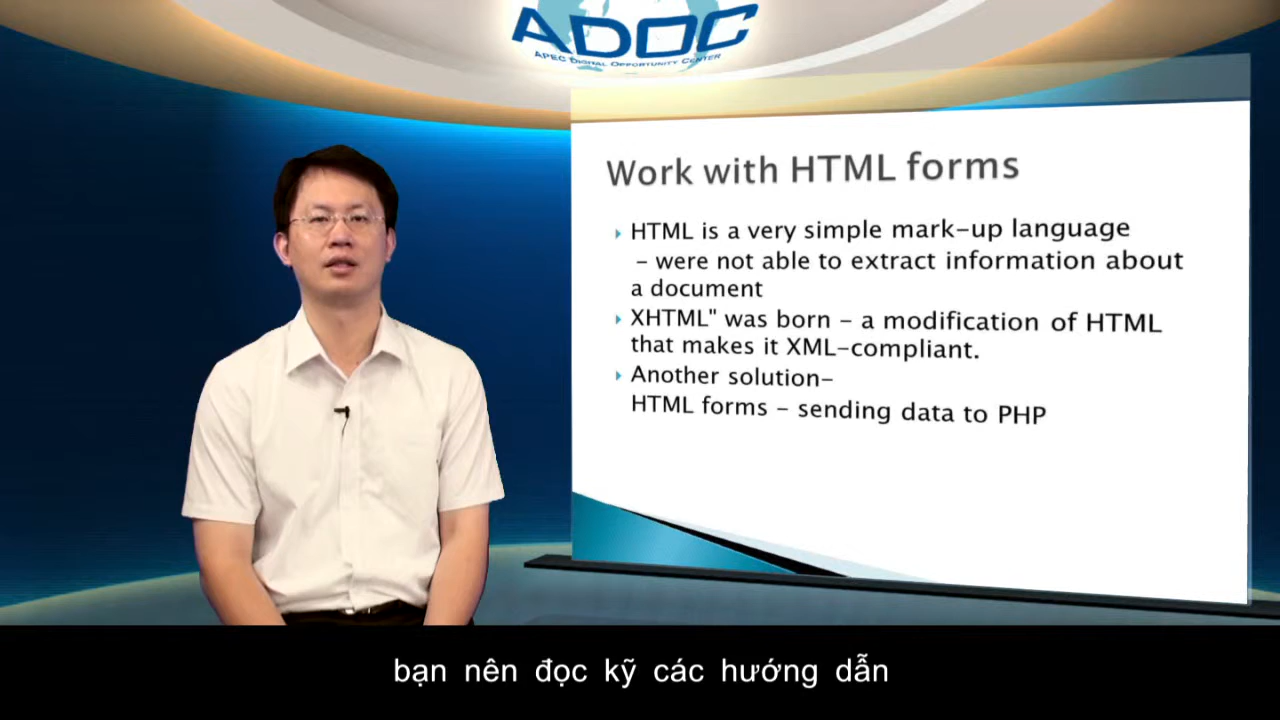 ADOC
APEC DIGITAL OPPORTUNITY CENTER
Work with HTML forms
HTML is a very simple mark-up language
- were not able to extract information about
a document
XHTML" was born - a modification of HTML
that makes it XML-compliant.
Another solution-
HTML forms - sending data to PHP
bạn nên đọc kỹ các hướng dẫn